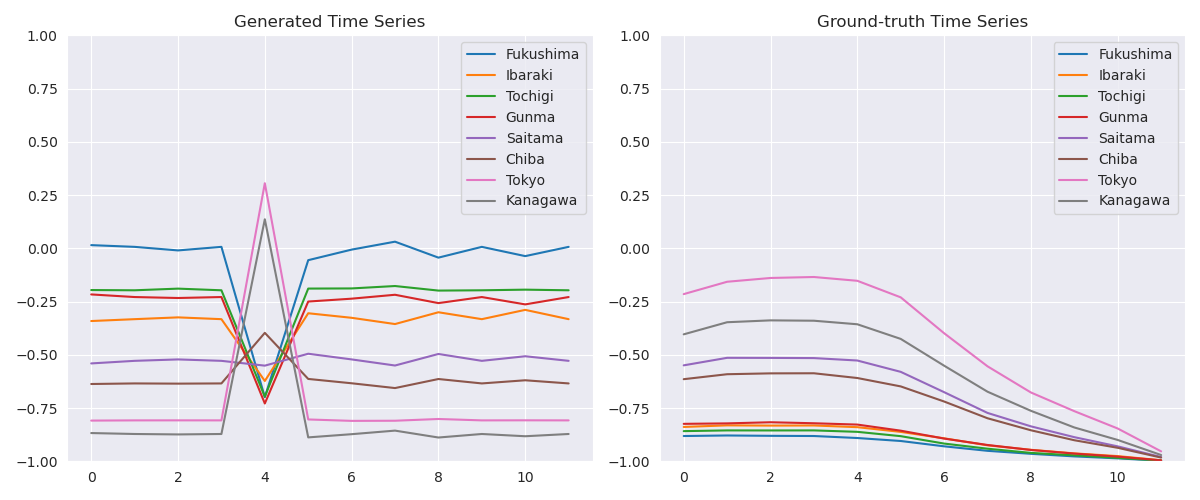 Generated Time Series
1.00
0.75
0.50
0.25
0.00
−0.25
−0.50
−0.75
−1.00
0 2 4 6 8 10
Fukushima
Ibaraki
Tochigi
Gunma
Saitama
Chiba
Tokyo
Kanagawa
Ground-truth Time Series
1.00
0.75
0.50
0.25
0.00
−0.25
−0.50
−0.75
−1.00
0 2 4 6 8 10
Fukushima
Ibaraki
Tochigi
Gunma
Saitama
Chiba
Tokyo
Kanagawa